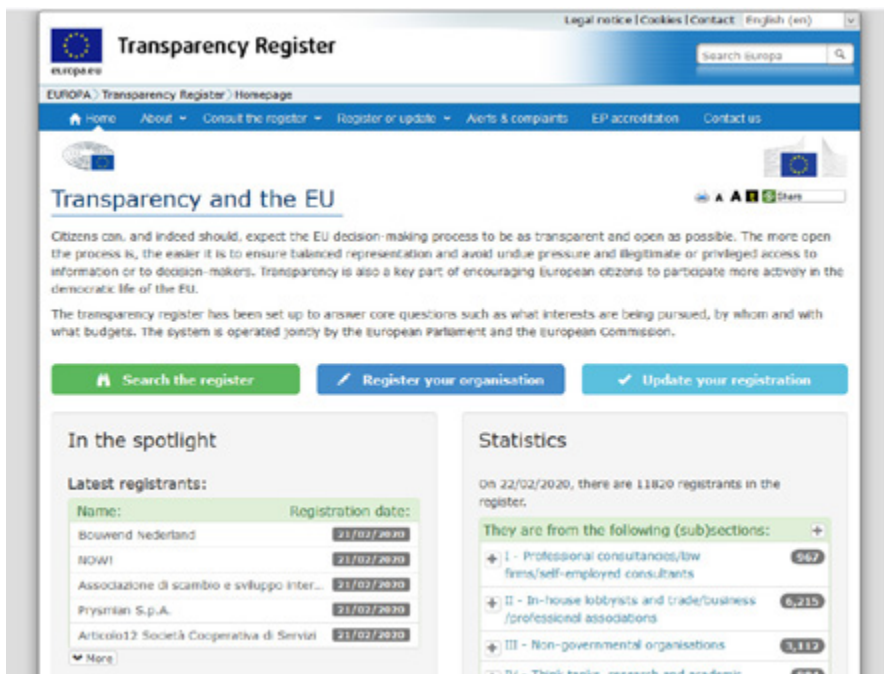 Legal notice | Cookies | Contact English (en)
Transparency Register
europa.eu
Search Europa
EUROPA > Transparency Register > Homepage
Home About Consult the register Register or update Alerts & complaints EP accreditation Contact us
Transparency and the EU
A A Share
Citizens can, and indeed should, expect the EU decision-making process to be as transparent and open as possible. The more open
the process is, the easier it is to ensure balanced representation and avoid undue pressure and illegitimate or privileged access to
information or to decision-makers. Transparency is also a key part of encouraging European citizens to participate more actively in the
democratic life of the EU.
The transparency register has been set up to answer core questions such as what interests are being pursued, by whom and with
what budgets. The system is operated jointly by the European Parliament and the European Commission.
Search the register Register your organisation Update your registration
In the spotlight
Latest registrants:
Name: Registration date:
Bouwend Nederland 21/02/2020
NOW! 21/02/2020
Associazione di scambio e sviluppo inter... 21/02/2020
Prysmian S.p.A. 21/02/2020
Articolo12 Società Cooperativa di Servizi 21/02/2020
More
Statistics
On 22/02/2020, there are 11820 registrants in the
register.
They are from the following (sub)sections: +
+ I - Professional consultancies/law 967
firms/self-employed consultants
+ II - In-house lobbyists and trade/business 6,215
/professional associations
+ III - Non-governmental organisations 3,112
IV - Think tanks, research and academic